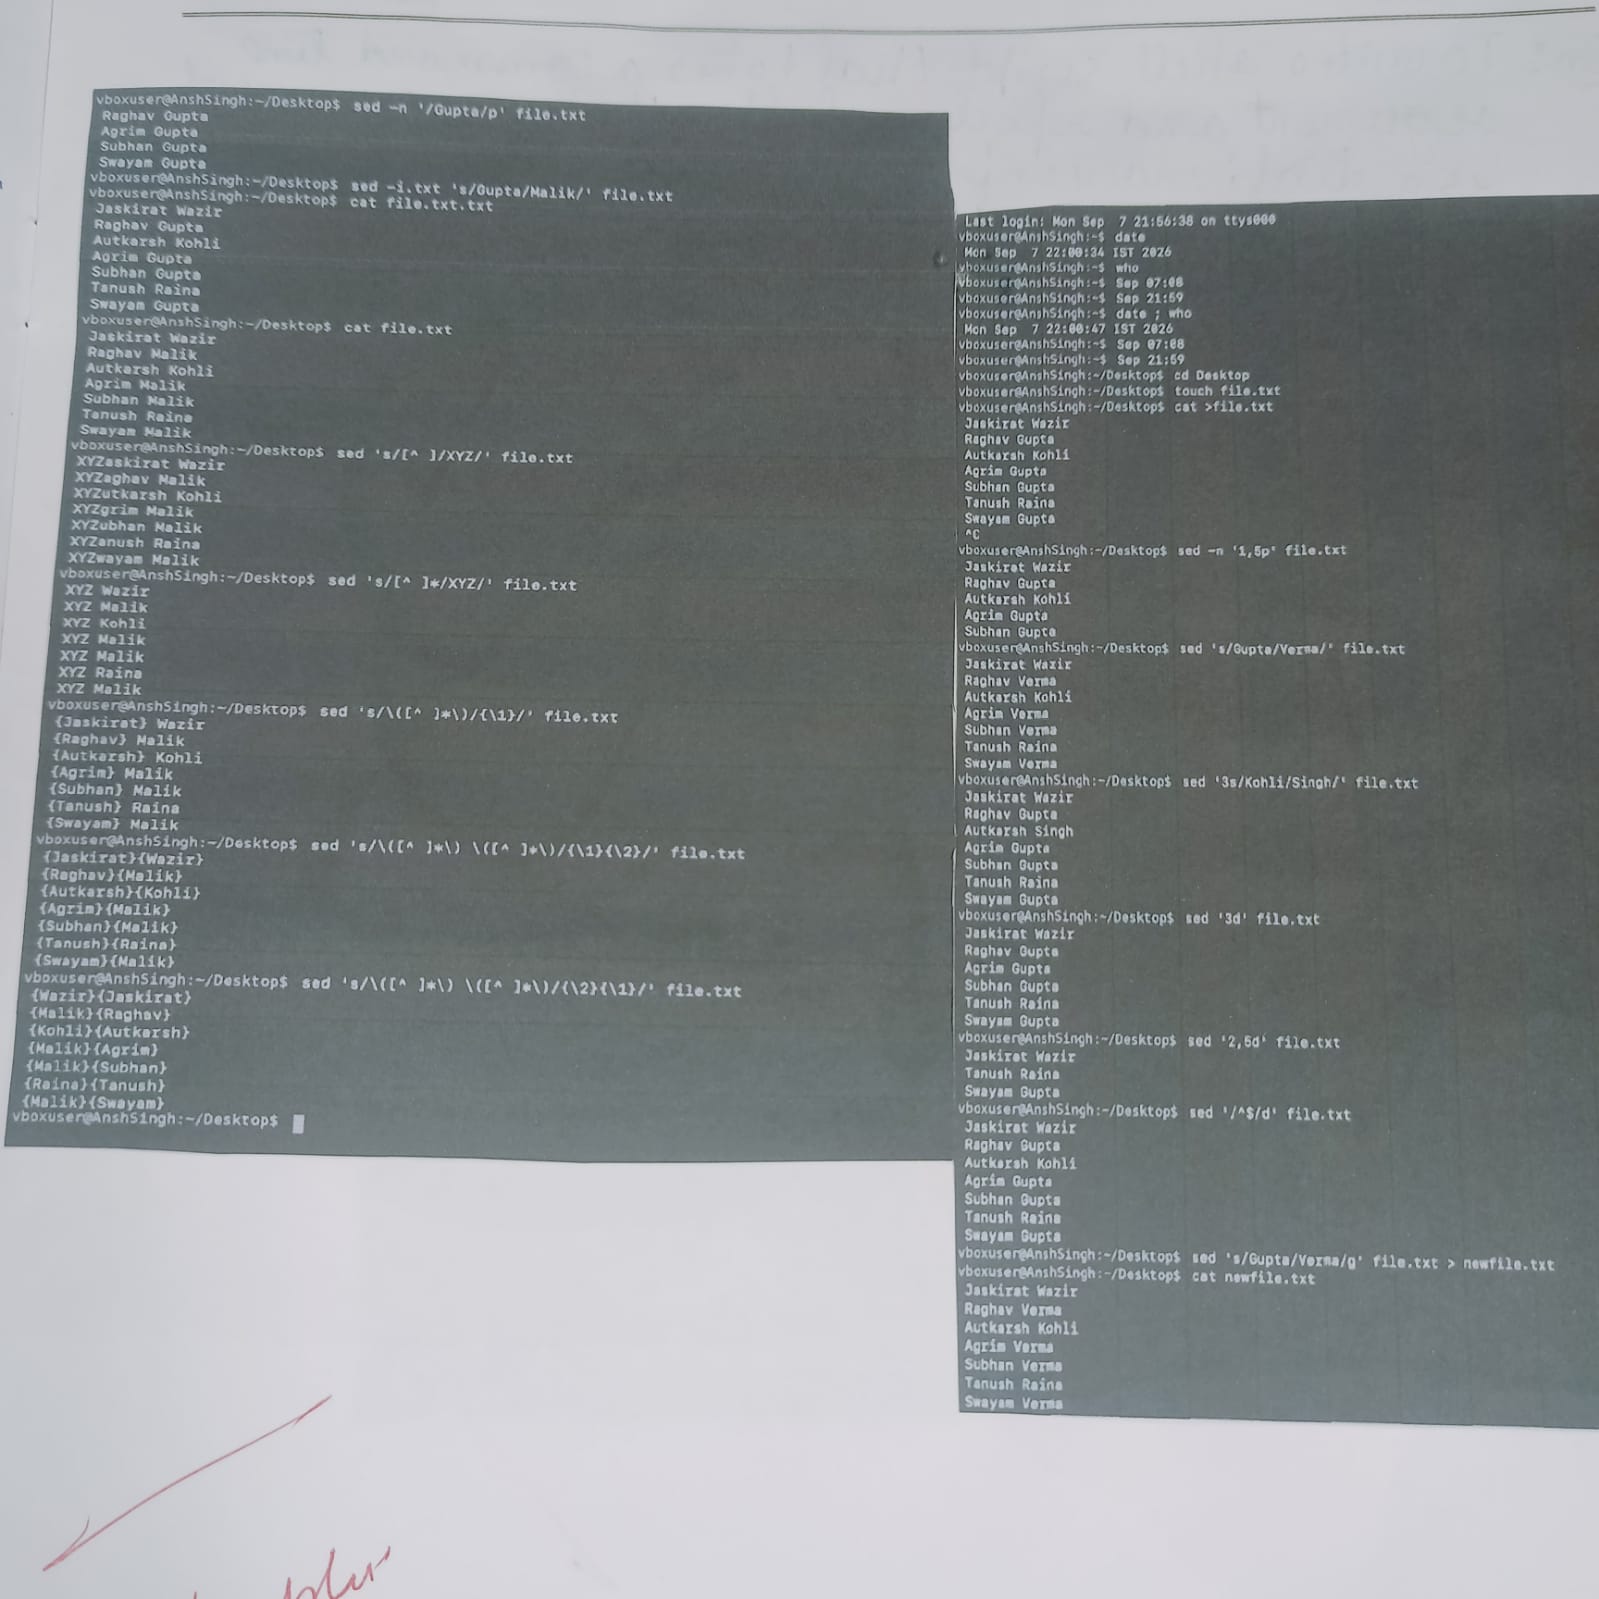 vboxuser@AnshSingh:~/Desktop$ sed -n '/Gupta/p' file.txt
Raghav Gupta
Agrim Gupta
Subhan Gupta
Swayam Gupta
vboxuser@AnshSingh:~/Desktop$ sed -i.txt 's/Gupta/Malik/' file.txt
vboxuser@AnshSingh:~/Desktop$ cat file.txt.txt
Jaskirat Wazir
Raghav Gupta
Autkarsh Kohli
Agrim Gupta
Subhan Gupta
Tanush Raina
Swayam Gupta
vboxuser@AnshSingh:~/Desktop$ cat file.txt
Jaskirat Wazir
Raghav Malik
Autkarsh Kohli
Agrim Malik
Subhan Malik
Tanush Raina
Swayam Malik
vboxuser@AnshSingh:~/Desktop$ sed 's/[^ ]/XYZ/' file.txt
XYZaskirat Wazir
XYZaghav Malik
XYZutkarsh Kohli
XYZgrim Malik
XYZubhan Malik
XYZanush Raina
XYZwayam Malik
vboxuser@AnshSingh:~/Desktop$ sed 's/[^ ]*/XYZ/' file.txt
XYZ Wazir
XYZ Malik
XYZ Kohli
XYZ Malik
XYZ Malik
XYZ Raina
XYZ Malik
vboxuser@AnshSingh:~/Desktop$ sed 's/\([^ ]*\)/{\1}/' file.txt
{Jaskirat} Wazir
{Raghav} Malik
{Autkarsh} Kohli
{Agrim} Malik
{Subhan} Malik
{Tanush} Raina
{Swayam} Malik
vboxuser@AnshSingh:~/Desktop$ sed 's/\([^ ]*\) \([^ ]*\)/{\1}{\2}/' file.txt
{Jaskirat}{Wazir}
{Raghav}{Malik}
{Autkarsh}{Kohli}
{Agrim}{Malik}
{Subhan}{Malik}
{Tanush}{Raina}
{Swayam}{Malik}
vboxuser@AnshSingh:~/Desktop$ sed 's/\([^ ]*\) \([^ ]*\)/{\2}{\1}/' file.txt
{Wazir}{Jaskirat}
{Malik}{Raghav}
{Kohli}{Autkarsh}
{Malik}{Agrim}
{Malik}{Subhan}
{Raina}{Tanush}
{Malik}{Swayam}
vboxuser@AnshSingh:~/Desktop$
Last login: Mon Sep  7 21:56:38 on ttys000
vboxuser@AnshSingh:~$ date
Mon Sep  7 22:00:34 IST 2026
vboxuser@AnshSingh:~$ who
vboxuser@AnshSingh:~$ Sep 07:08
vboxuser@AnshSingh:~$ Sep 21:59
vboxuser@AnshSingh:~$ date ; who
Mon Sep  7 22:00:47 IST 2026
vboxuser@AnshSingh:~$ Sep 07:08
vboxuser@AnshSingh:~$ Sep 21:59
vboxuser@AnshSingh:~/Desktop$ cd Desktop
vboxuser@AnshSingh:~/Desktop$ touch file.txt
vboxuser@AnshSingh:~/Desktop$ cat >file.txt
Jaskirat Wazir
Raghav Gupta
Autkarsh Kohli
Agrim Gupta
Subhan Gupta
Tanush Raina
Swayam Gupta
^C
vboxuser@AnshSingh:~/Desktop$ sed -n '1,5p' file.txt
Jaskirat Wazir
Raghav Gupta
Autkarsh Kohli
Agrim Gupta
Subhan Gupta
vboxuser@AnshSingh:~/Desktop$ sed 's/Gupta/Verma/' file.txt
Jaskirat Wazir
Raghav Verma
Autkarsh Kohli
Agrim Verma
Subhan Verma
Tanush Raina
Swayam Verma
vboxuser@AnshSingh:~/Desktop$ sed '3s/Kohli/Singh/' file.txt
Jaskirat Wazir
Raghav Gupta
Autkarsh Singh
Agrim Gupta
Subhan Gupta
Tanush Raina
Swayam Gupta
vboxuser@AnshSingh:~/Desktop$ sed '3d' file.txt
Jaskirat Wazir
Raghav Gupta
Agrim Gupta
Subhan Gupta
Tanush Raina
Swayam Gupta
vboxuser@AnshSingh:~/Desktop$ sed '2,5d' file.txt
Jaskirat Wazir
Tanush Raina
Swayam Gupta
vboxuser@AnshSingh:~/Desktop$ sed '/^$/d' file.txt
Jaskirat Wazir
Raghav Gupta
Autkarsh Kohli
Agrim Gupta
Subhan Gupta
Tanush Raina
Swayam Gupta
vboxuser@AnshSingh:~/Desktop$ sed 's/Gupta/Verma/g' file.txt > newfile.txt
vboxuser@AnshSingh:~/Desktop$ cat newfile.txt
Jaskirat Wazir
Raghav Verma
Autkarsh Kohli
Agrim Verma
Subhan Verma
Tanush Raina
Swayam Verma